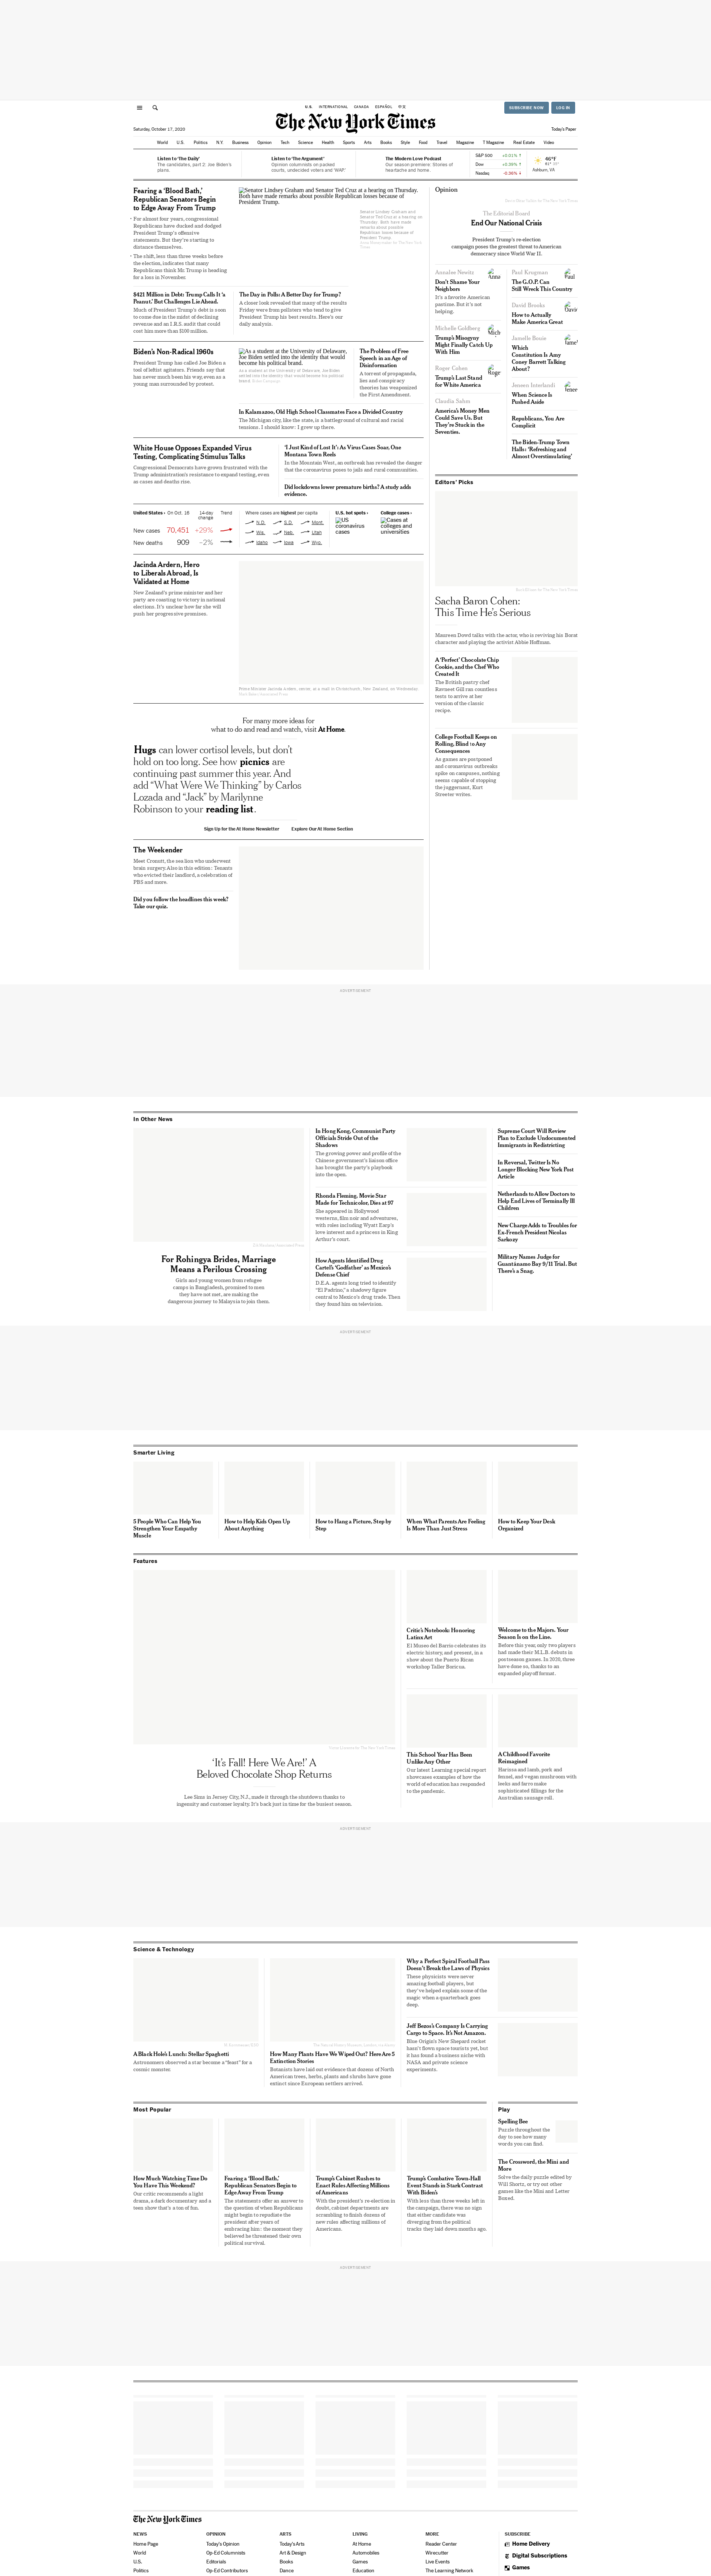 U.S. INTERNATIONAL CANADA ESPAÑOL 中文
SUBSCRIBE NOW LOG IN
The New York Times
Saturday, October 17, 2020
Today's Paper
World U.S. Politics N.Y. Business Opinion Tech Science Health Sports Arts Books Style Food Travel Magazine T Magazine Real Estate Video
Listen to 'The Daily'
The candidates, part 2: Joe Biden's
plans.
Listen to 'The Argument'
Opinion columnists on packed
courts, undecided voters and 'WAP.'
The Modern Love Podcast
Our season premiere: Stories of
heartache and home.
S&P 500 +0.01% ↑
Dow +0.39% ↑
Nasdaq -0.36% ↓
Ashburn, VA
Fearing a 'Blood Bath,'
Republican Senators Begin
to Edge Away From Trump
• For almost four years, congressional
Republicans have ducked and dodged
President Trump's offensive
statements. But they're starting to
distance themselves.
• The shift, less than three weeks before
the election, indicates that many
Republicans think Mr. Trump is heading
for a loss in November.
Senator Lindsey Graham and Senator Ted Cruz at a hearing on Thursday.
Both have made remarks about possible Republican losses because of
President Trump.
Senator Lindsey Graham and
Senator Ted Cruz at a hearing on
Thursday. Both have made
remarks about possible
Republican losses because of
President Trump.
$421 Million in Debt: Trump Calls It 'a
Peanut,' But Challenges Lie Ahead.
Much of President Trump's debt is soon
to come due in the midst of declining
revenue and an I.R.S. audit that could
cost him more than $100 million.
The Day in Polls: A Better Day for Trump?
A closer look revealed that many of the results
Friday were from pollsters who tend to give
President Trump his best results. Here's our
daily analysis.
Biden's Non-Radical 1960s
President Trump has called Joe Biden a
tool of leftist agitators. Friends say that
has never much been his way, even as a
young man surrounded by protest.
As a student at the University of Delaware,
Joe Biden settled into the identity that would
become his political brand.
As a student at the University of Delaware, Joe Biden
settled into the identity that would become his political
brand.
The Problem of Free
Speech in an Age of
Disinformation
A torrent of propaganda,
lies and conspiracy
theories has weaponized
the First Amendment.
In Kalamazoo, Old High School Classmates Face a Divided Country
The Michigan city, like the state, is a patchwork of racial and social
tensions. I should know: I grew up there.
White House Opposes Expanded Virus
Testing, Complicating Stimulus Talks
Congressional Democrats have grown frustrated with the
Trump administration's resistance to expanding testing, even
as cases and deaths rise.
'I Just Kind of Lost It': As Virus Cases Soar, One
Montana Town Reels
In the Mountain West, an outbreak has revealed the danger
that the coronavirus poses to jails and rural communities.
Did lockdowns lower premature births? A study adds
evidence.
United States › On Oct. 16 14-day
change Trend
New cases 70,451 +29%
New deaths 909 –2%
Where cases are highest per capita
N.D. S.D. Mont.
Wis. Neb. Utah
Idaho Iowa Wyo.
U.S. hot spots ›
US
coronavirus
cases
College cases ›
Cases at
colleges and
universities
Jacinda Ardern, Hero
to Liberals Abroad, Is
Validated at Home
New Zealand's prime minister and her
party are coasting to victory in national
elections. It's unclear how far she will
push her progressive promises.
Prime Minister Jacinda Ardern, center, at a mall in Christchurch, New Zealand, on Wednesday.
For many more ideas for
what to do and read and watch, visit At Home.
Hugs can lower cortisol levels, but don't
hold on too long. See how picnics are
continuing past summer this year. And
add "What Were We Thinking" by Carlos
Lozada and "Jack" by Marilynne
Robinson to your reading list.
Sign Up for the At Home Newsletter Explore Our At Home Section
The Weekender
Meet Cronutt, the sea lion who underwent
brain surgery. Also in this edition: Tenants
who evicted their landlord, a celebration of
PBS and more.
Did you follow the headlines this week?
Take our quiz.
Opinion
The Editorial Board
End Our National Crisis
President Trump's re-election
campaign poses the greatest threat to American
democracy since World War II.
Annalee Newitz
Don't Shame Your
Neighbors
It's a favorite American
pastime. But it's not
helping.
Michelle Goldberg
Trump's Misogyny
Might Finally Catch Up
With Him
Roger Cohen
Trump's Last Stand
for White America
Claudia Sahm
America's Money Men
Could Save Us. But
They're Stuck in the
Seventies.
Paul Krugman
The G.O.P. Can
Still Wreck This Country
David Brooks
How to Actually
Make America Great
Jamelle Bouie
Which
Constitution Is Amy
Coney Barrett Talking
About?
Jeneen Interlandi
When Science Is
Pushed Aside
Republicans, You Are
Complicit
The Biden-Trump Town
Halls: 'Refreshing and
Almost Overstimulating'
Editors' Picks
Sacha Baron Cohen:
This Time He's Serious
Maureen Dowd talks with the actor, who is reviving his Borat
character and playing the activist Abbie Hoffman.
A 'Perfect' Chocolate Chip
Cookie, and the Chef Who
Created It
The British pastry chef
Ravneet Gill ran countless
tests to arrive at her
version of the classic
recipe.
College Football Keeps on
Rolling, Blind to Any
Consequences
As games are postponed
and coronavirus outbreaks
spike on campuses, nothing
seems capable of stopping
the juggernaut, Kurt
Streeter writes.
ADVERTISEMENT
In Other News
For Rohingya Brides, Marriage
Means a Perilous Crossing
Girls and young women from refugee
camps in Bangladesh, promised to men
they have not met, are making the
dangerous journey to Malaysia to join them.
In Hong Kong, Communist Party
Officials Stride Out of the
Shadows
The growing power and profile of the
Chinese government's liaison office
has brought the party's playbook
into the open.
Rhonda Fleming, Movie Star
Made for Technicolor, Dies at 97
She appeared in Hollywood
westerns, film noir and adventures,
with roles including Wyatt Earp's
love interest and a princess in King
Arthur's court.
How Agents Identified Drug
Cartel's 'Godfather' as Mexico's
Defense Chief
D.E.A. agents long tried to identify
"El Padrino," a shadowy figure
central to Mexico's drug trade. Then
they found him on television.
Supreme Court Will Review
Plan to Exclude Undocumented
Immigrants in Redistricting
In Reversal, Twitter Is No
Longer Blocking New York Post
Article
Netherlands to Allow Doctors to
Help End Lives of Terminally Ill
Children
New Charge Adds to Troubles for
Ex-French President Nicolas
Sarkozy
Military Names Judge for
Guantánamo Bay 9/11 Trial. But
There's a Snag.
ADVERTISEMENT
Smarter Living
5 People Who Can Help You
Strengthen Your Empathy
Muscle
How to Help Kids Open Up
About Anything
How to Hang a Picture, Step by
Step
When What Parents Are Feeling
Is More Than Just Stress
How to Keep Your Desk
Organized
Features
'It's Fall! Here We Are!' A
Beloved Chocolate Shop Returns
Lee Sims in Jersey City, N.J., made it through the shutdown thanks to
ingenuity and customer loyalty. It's back just in time for the busiest season.
Critic's Notebook: Honoring
Latinx Art
El Museo del Barrio celebrates its
electric history, and present, in a
show about the Puerto Rican
workshop Taller Boricua.
Welcome to the Majors. Your
Season Is on the Line.
Before this year, only two players
had made their M.L.B. debuts in
postseason games. In 2020, three
have done so, thanks to an
expanded playoff format.
This School Year Has Been
Unlike Any Other
Our latest Learning special report
showcases examples of how the
world of education has responded
to the pandemic.
A Childhood Favorite
Reimagined
Harissa and lamb, pork and
fennel, and vegan mushroom with
leeks and farro make
sophisticated fillings for the
Australian sausage roll.
ADVERTISEMENT
Science & Technology
A Black Hole's Lunch: Stellar Spaghetti
Astronomers observed a star become a "feast" for a
cosmic monster.
How Many Plants Have We Wiped Out? Here Are 5
Extinction Stories
Botanists have laid out evidence that dozens of North
American trees, herbs, plants and shrubs have gone
extinct since European settlers arrived.
Why a Perfect Spiral Football Pass
Doesn't Break the Laws of Physics
These physicists were never
amazing football players, but
they've helped explain some of the
magic when a quarterback goes
deep.
Jeff Bezos's Company Is Carrying
Cargo to Space. It's Not Amazon.
Blue Origin's New Shepard rocket
hasn't flown space tourists yet, but
it has found a business niche with
NASA and private science
experiments.
Most Popular
How Much Watching Time Do
You Have This Weekend?
Our critic recommends a light
drama, a dark documentary and a
teen show that's a ton of fun.
Fearing a 'Blood Bath,'
Republican Senators Begin to
Edge Away From Trump
The statements offer an answer to
the question of when Republicans
might begin to repudiate the
president after years of
embracing him: the moment they
believe he threatened their own
political survival.
Trump's Cabinet Rushes to
Enact Rules Affecting Millions
of Americans
With the president's re-election in
doubt, cabinet departments are
scrambling to finish dozens of
new rules affecting millions of
Americans.
Trump's Combative Town-Hall
Event Stands in Stark Contrast
With Biden's
With less than three weeks left in
the campaign, there was no sign
that either candidate was
diverging from the political
tracks they laid down months ago.
Play
Spelling Bee
Puzzle throughout the
day to see how many
words you can find.
The Crossword, the Mini and
More
Solve the daily puzzle edited by
Will Shortz, or try out other
games like the Mini and Letter
Boxed.
ADVERTISEMENT
The New York Times
NEWS
Home Page
World
U.S.
Politics
OPINION
Today's Opinion
Op-Ed Columnists
Editorials
Op-Ed Contributors
ARTS
Today's Arts
Art & Design
Books
Dance
LIVING
At Home
Automobiles
Games
Education
MORE
Reader Center
Wirecutter
Live Events
The Learning Network
SUBSCRIBE
Home Delivery
Digital Subscriptions
Games